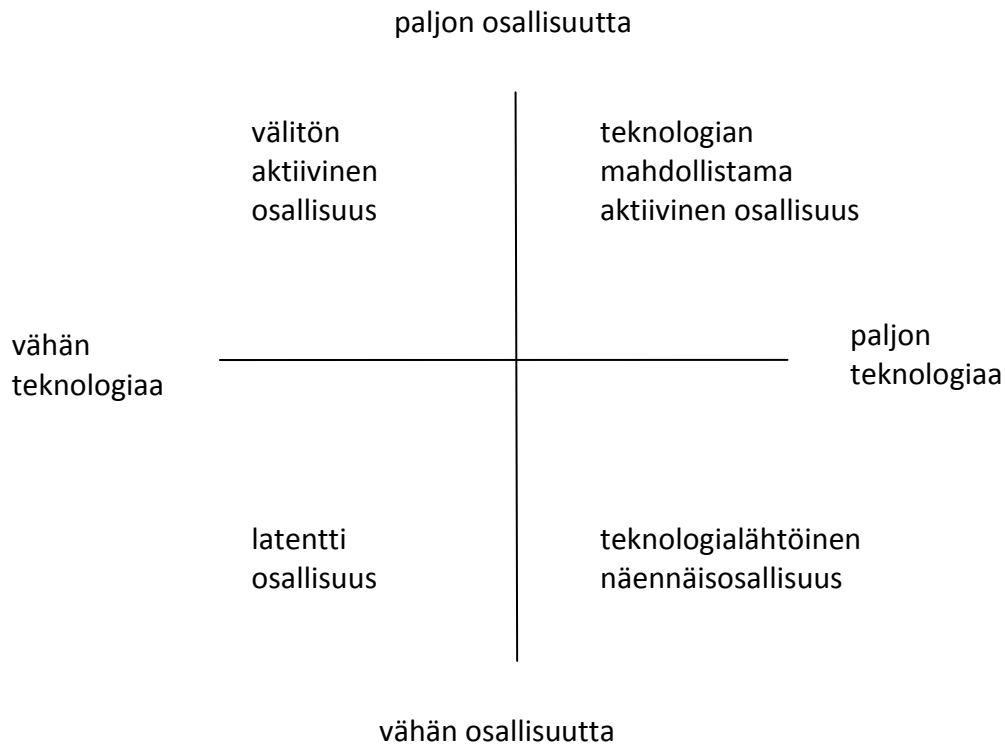 paljon osallisuutta
välitön
aktiivinen
osallisuus
teknologian
mahdollistama
aktiivinen osallisuus
vähän
teknologiaa
paljon
teknologiaa
latentti
osallisuus
teknologialähtöinen
näennäisosallisuus
vähän osallisuutta